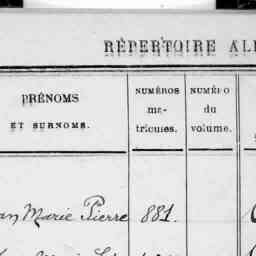 RÉPERTOIRE AL
PRÉNOMS
ET SURNOMS.
NUMÉROS
ma-
tricules.
NUMÉRO
du
volume.
Marie Pierre 881.